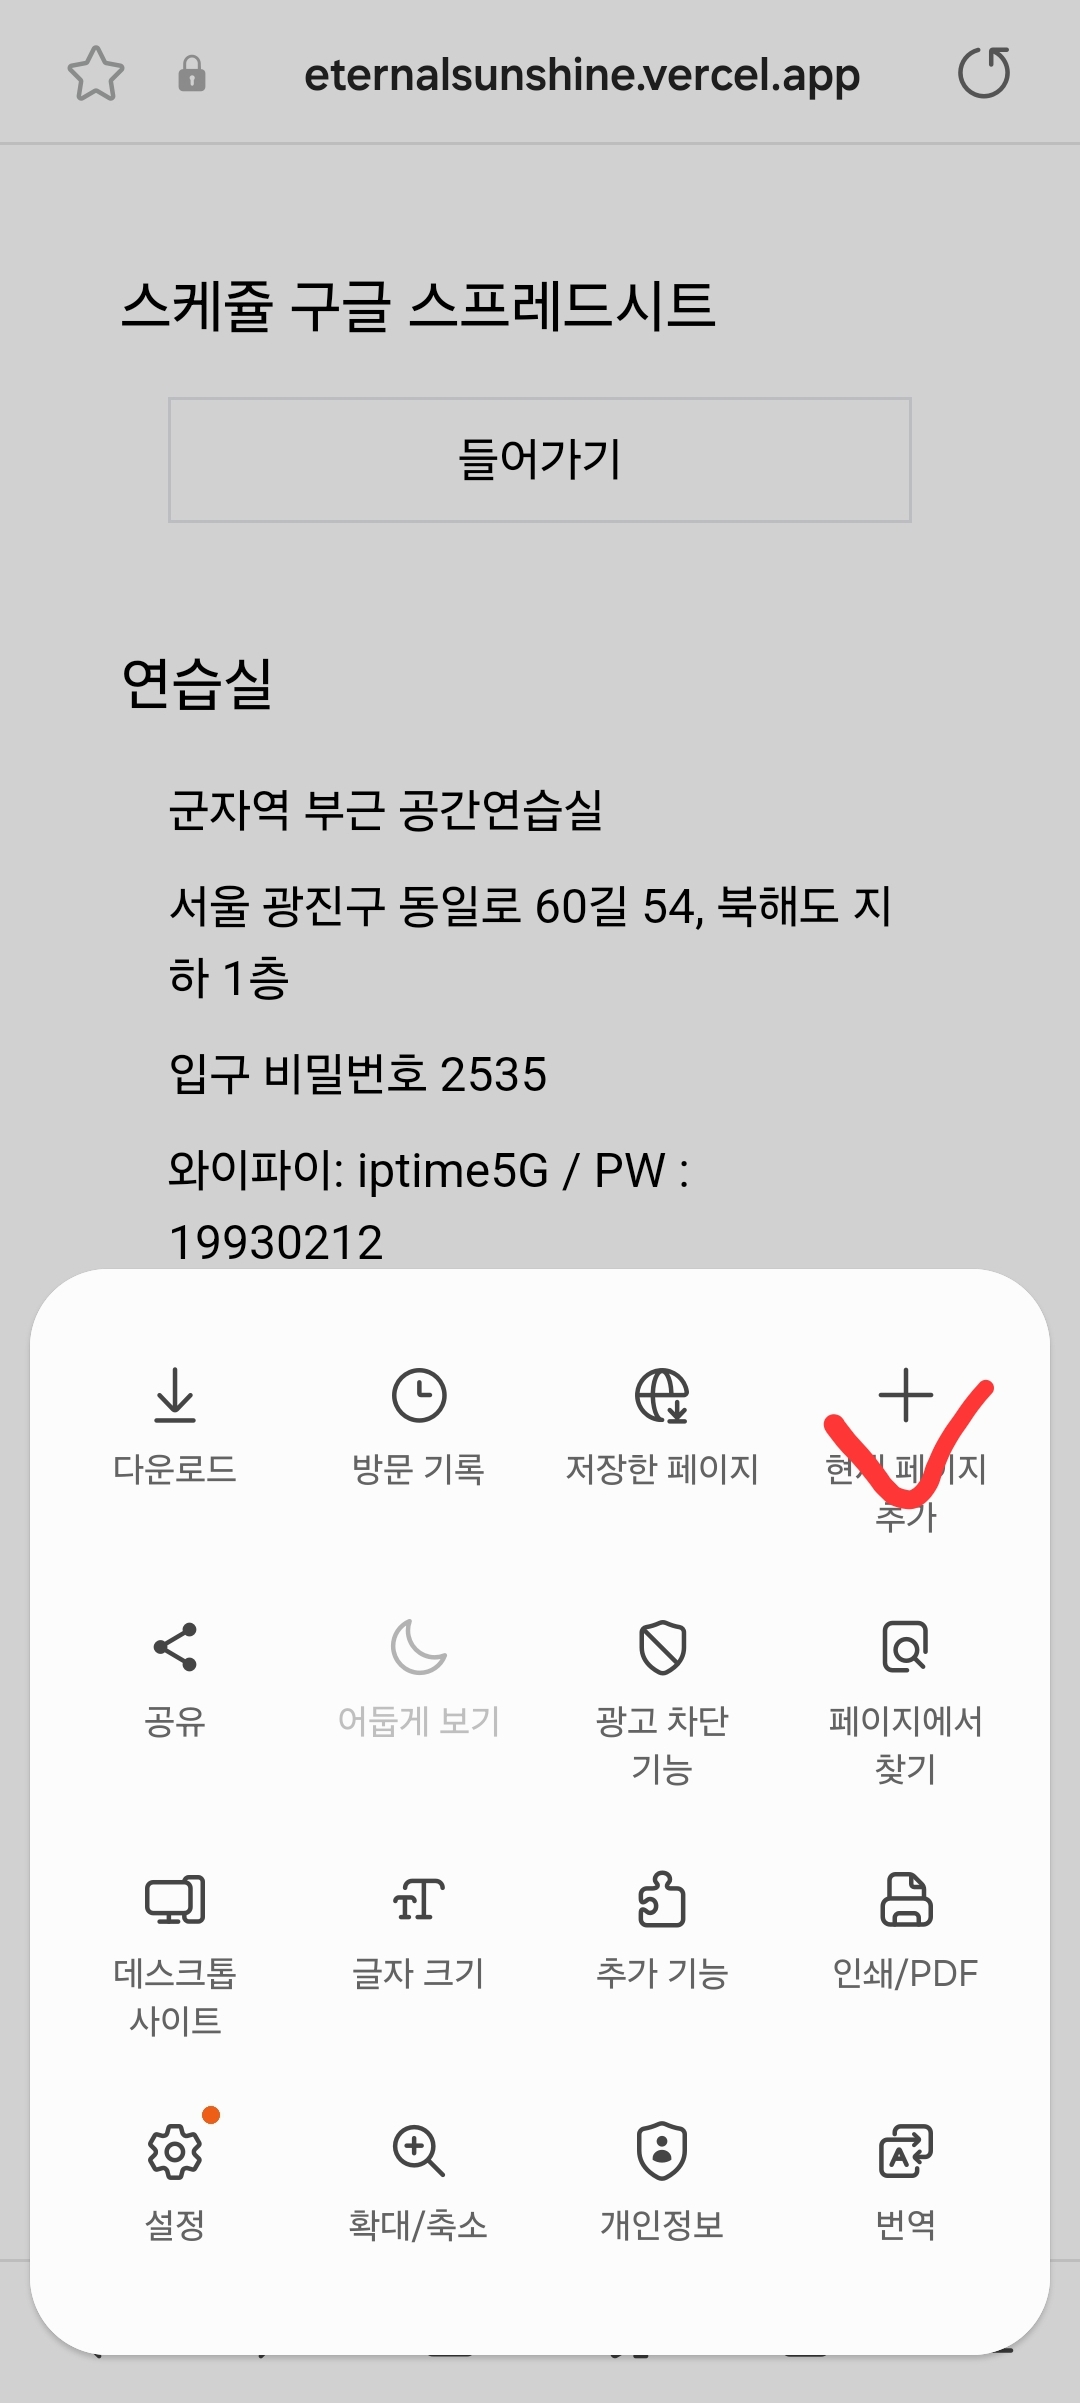 eternalsunshine.vercel.app
스케쥴 구글 스프레드시트
들어가기
연습실
군자역 부근 공간연습실
서울 광진구 동일로 60길 54, 북해도 지
하 1층
입구 비밀번호 2535
와이파이: iptime5G / PW :
19930212
다운로드
방문 기록
저장한 페이지
현재 페이지
추가
공유
어둡게 보기
광고 차단
기능
페이지에서
찾기
데스크톱
사이트
글자 크기
추가 기능
인쇄/PDF
설정
확대/축소
개인정보
번역